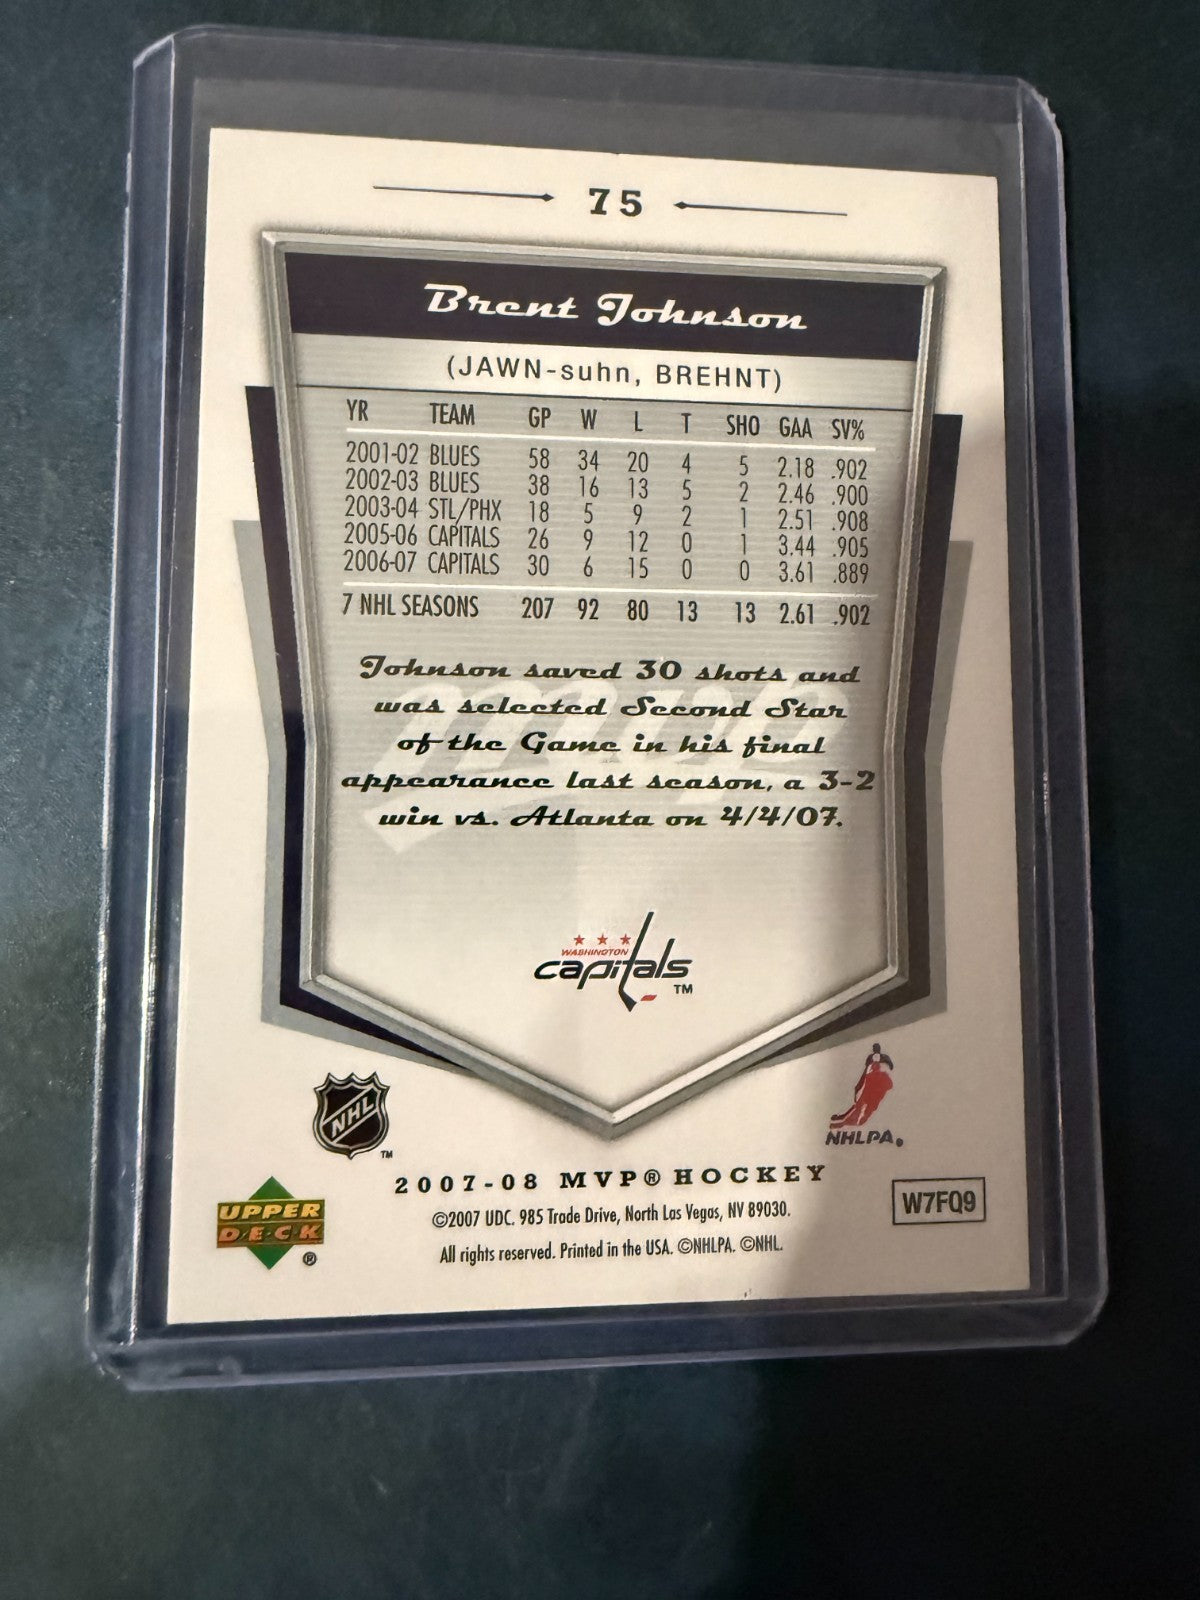 75
Brent Johnson
(JAWN-suhn, BREHNT)
YR TEAM GP W L T SHO GAA SV%
2001-02 BLUES 58 34 20 4 5 2.18 .902
2002-03 BLUES 38 16 13 5 2 2.46 .900
2003-04 STL/PHX 18 5 9 2 1 2.51 .908
2005-06 CAPITALS 26 9 12 0 1 3.44 .905
2006-07 CAPITALS 30 6 15 0 0 3.61 .889
7 NHL SEASONS 207 92 80 13 13 2.61 .902
Johnson saved 30 shots and
was selected Second Star
of the Game in his final
appearance last season, a 3-2
win vs. Atlanta on 4/4/07.
WASHINGTON
capitals TM
NHL TM
NHLPA.
2007-08 MVP® HOCKEY
UPPER
DECK ®
©2007 UDC. 985 Trade Drive, North Las Vegas, NV 89030.
All rights reserved. Printed in the USA. ©NHLPA. ©NHL.
W7FQ9